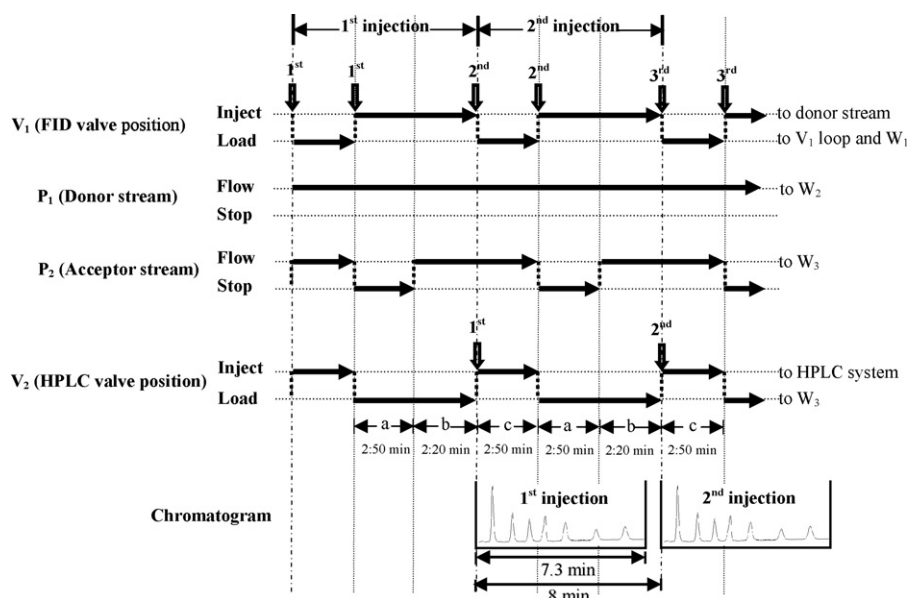 1st injection 2nd injection
1st 1st 2nd 2nd 3rd 3rd
V1 (FID valve position) Inject to donor stream
Load to V1 loop and W1
P1 (Donor stream) Flow to W2
Stop
P2 (Acceptor stream) Flow to W3
Stop
1st 2nd
V2 (HPLC valve position) Inject to HPLC system
Load to W3
a b c a b c
2:50 min 2:20 min 2:50 min 2:50 min 2:20 min 2:50 min
Chromatogram 1st injection 2nd injection
7.3 min
8 min